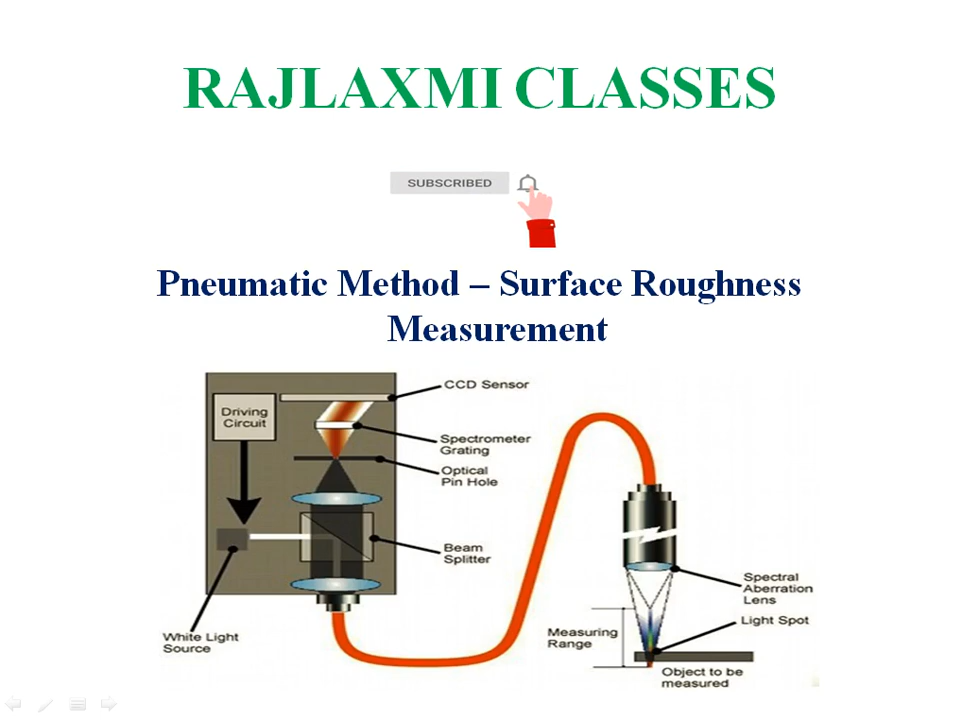 RAJLAXMI CLASSES
SUBSCRIBED
Pneumatic Method – Surface Roughness
Measurement
CCD Sensor
Driving
Circuit
Spectrometer
Grating
Optical
Pin Hole
Beam
Splitter
Spectral
Aberration
Lens
Light Spot
White Light
Source
Measuring
Range
Object to be
measured